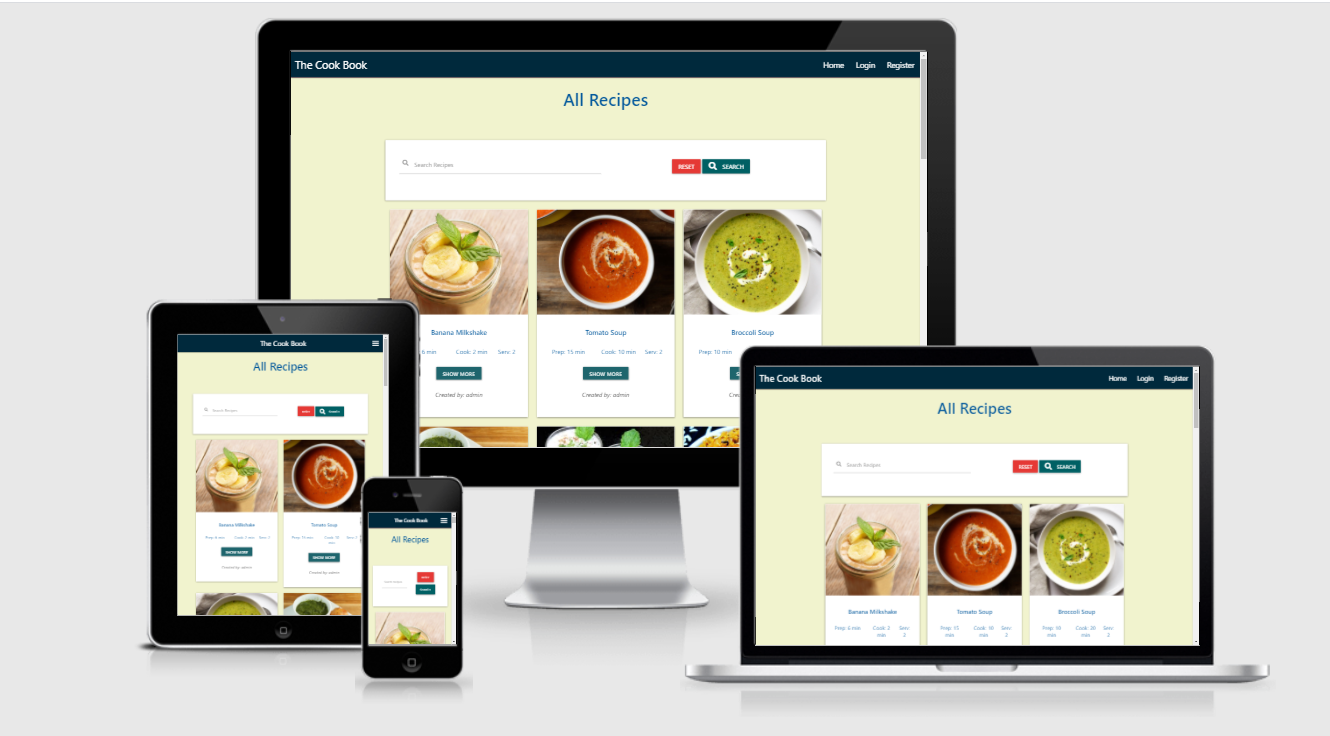 The Cook Book
Home Login Register
All Recipes
Search Recipes
RESET SEARCH
Banana Milkshake
Tomato Soup
Broccoli Soup
6 min Cook: 2 min Serv: 2
Prep: 15 min Cook: 10 min Serv: 2
Prep: 10 min
SHOW MORE
SHOW MORE
S
Created by: admin
Created by: admin
Crea
The Cook Book
All Recipes
Search Recipes
Banana Milkshake
Tomato Soup
Prep: 6 min Cook: 2 min Serv: 2
Prep: 15 min Cook: 10 min Serv: 2
SHOW MORE
SHOW MORE
Created by: admin
Created by: admin
The Cook Book
All Recipes
The Cook Book
Home Login Register
All Recipes
Search Recipes
RESET SEARCH
Banana Milkshake
Tomato Soup
Broccoli Soup
Prep: 6 min Cook: 2 min Serv: 2
Prep: 15 min Cook: 10 min Serv: 2
Prep: 10 min Cook: 20 min Serv: 2